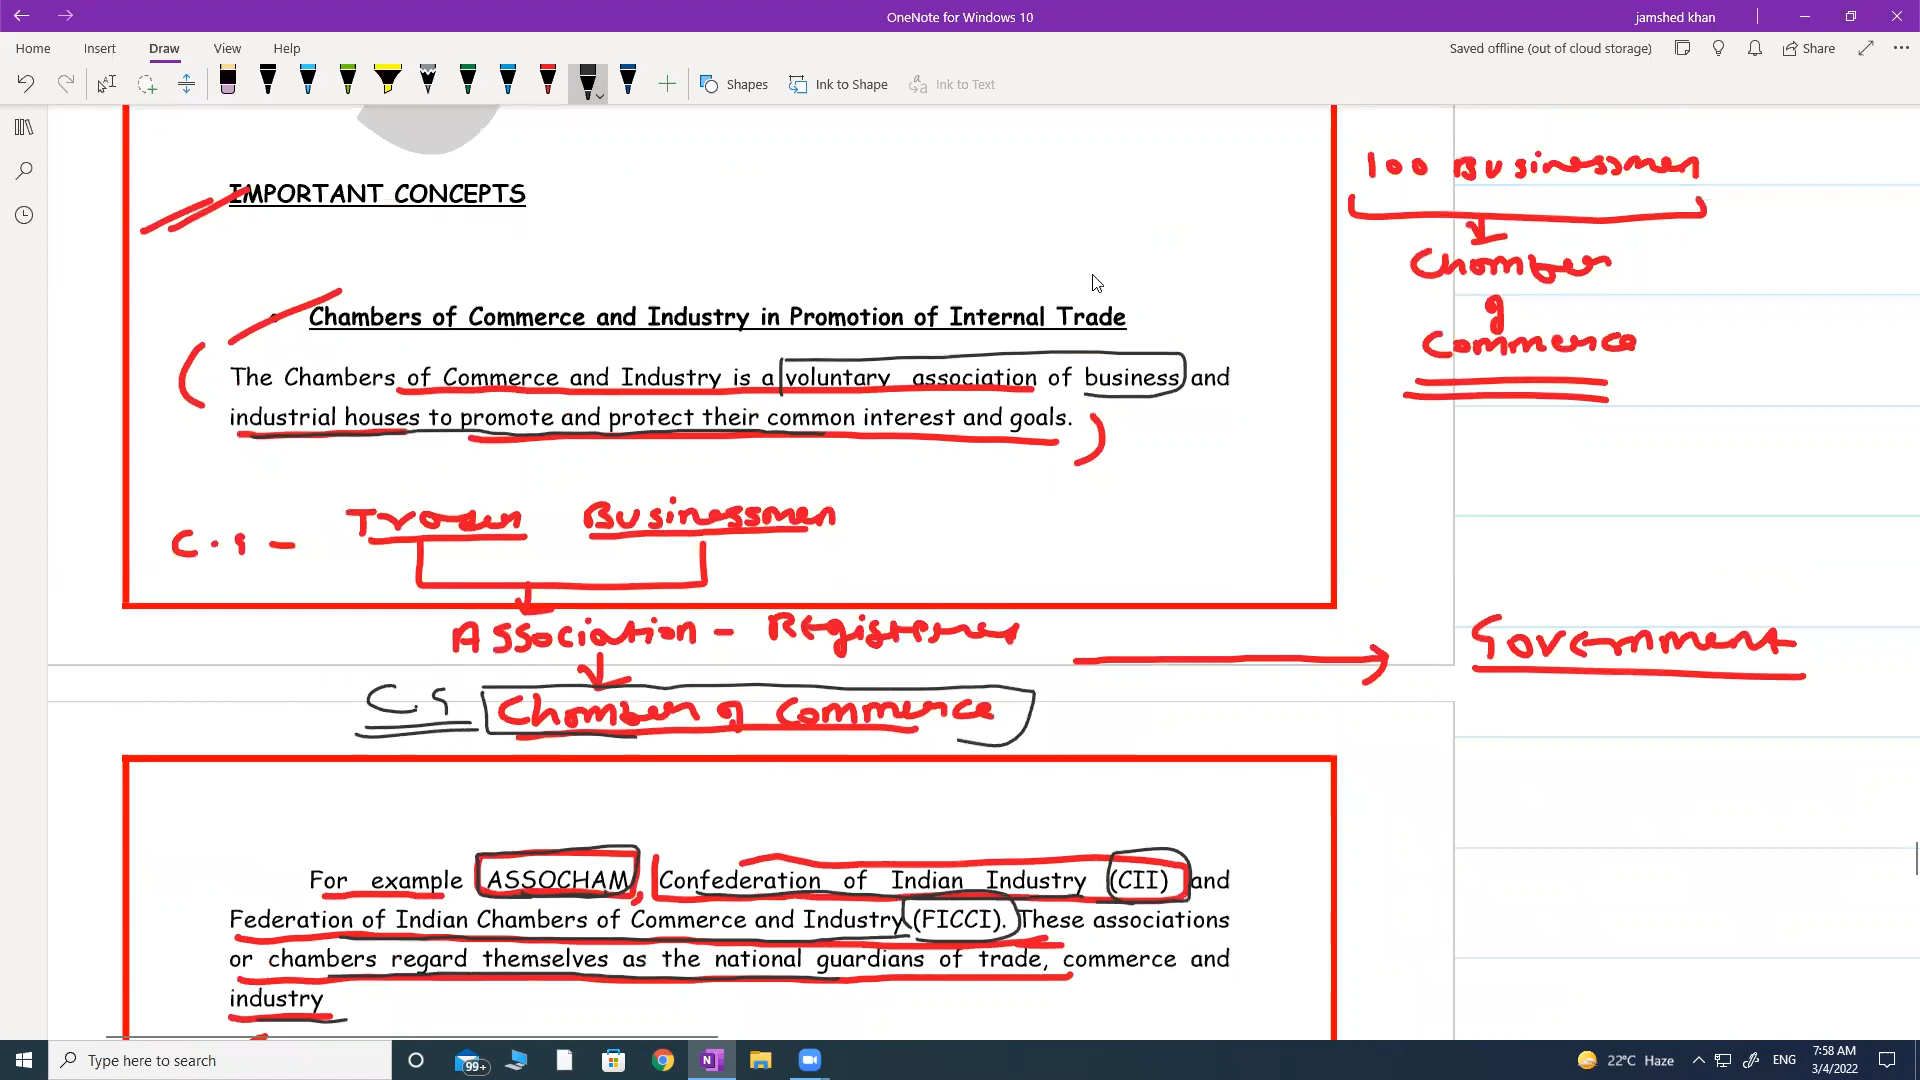 OneNote for Windows 10
jamshed khan
Home Insert Draw View Help
Saved offline (out of cloud storage)
Share
Shapes
Ink to Shape
Ink to Text
IMPORTANT CONCEPTS
Chambers of Commerce and Industry in Promotion of Internal Trade
The Chambers of Commerce and Industry is a voluntary association of business and
industrial houses to promote and protect their common interest and goals.
100 Businessmen
Chamber
of
Commerce
Businessmen
Association - Registered
Government
Chamber of Commerce
For example ASSOCHAM, Confederation of Indian Industry (CII) and
Federation of Indian Chambers of Commerce and Industry (FICCI). These associations
or chambers regard themselves as the national guardians of trade, commerce and
industry
Type here to search
99+
22°C Haze
ENG
7:58 AM
3/4/2022